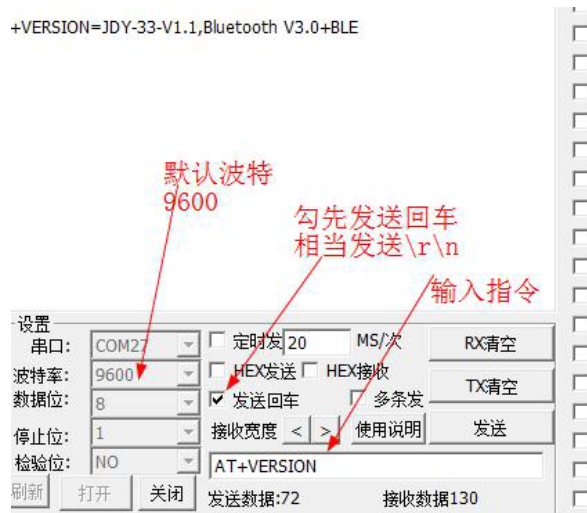 +VERSION=JDY-33-V1.1,Bluetooth V3.0+BLE
默认波特
9600
勾先发送回车
相当发送\r\n
输入指令
设置
串口: COM27 定时发 20 MS/次 RX清空
波特率: 9600 HEX发送 HEX接收
数据位: 8 发送回车 多条发 TX清空
停止位: 1 接收宽度 < > 使用说明 发送
检验位: NO AT+VERSION
刷新 打开 关闭 发送数据:72 接收数据130